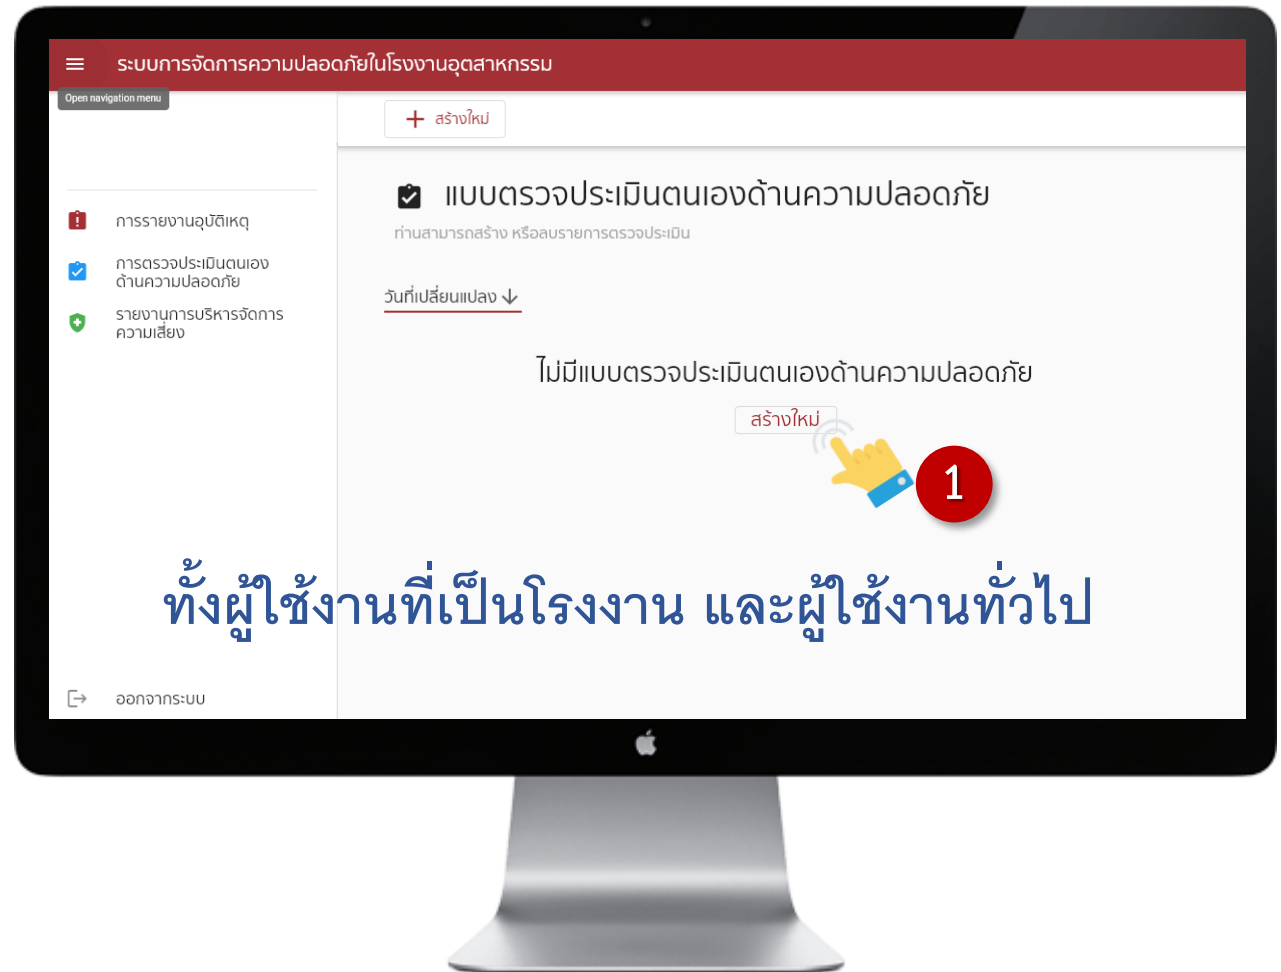 ระบบการจัดการความปลอดภัยในโรงงานอุตสาหกรรม
Open navigation menu
สร้างใหม่
แบบตรวจประเมินตนเองด้านความปลอดภัย
ท่านสามารถสร้าง หรือลบรายการตรวจประเมิน
การรายงานอุบัติเหตุ
การตรวจประเมินตนเอง
ด้านความปลอดภัย
รายงานการบริหารจัดการ
ความเสี่ยง
วันที่เปลี่ยนแปลง
ไม่มีแบบตรวจประเมินตนเองด้านความปลอดภัย
สร้างใหม่
1
ทั้งผู้ใช้งานที่เป็นโรงงาน และผู้ใช้งานทั่วไป
ออกจากระบบ